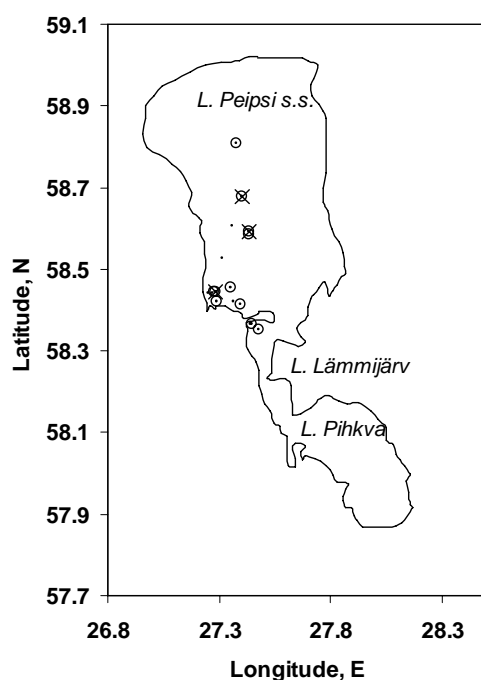 59.1
58.9
L. Peipsi s.s.
58.7
58.5
Latitude, N
58.3
L. Lämmijärv
58.1
L. Pihkva
57.9
57.7
26.8 27.3 27.8 28.3
Longitude, E